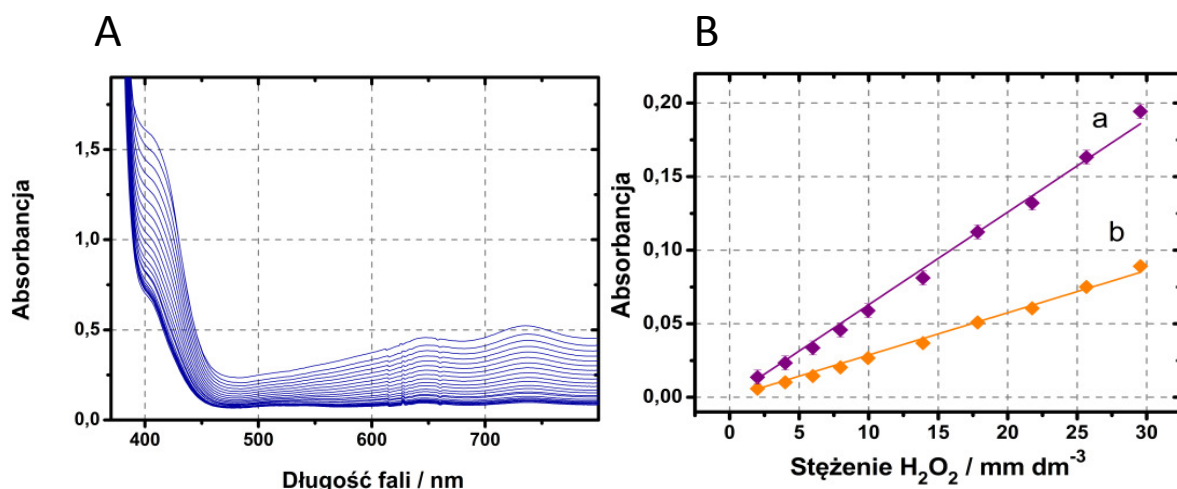 A
B
1,5
1,0
0,5
0,0
400 500 600 700
Absorbancja
Długość fali / nm
0,20
0,15
0,10
0,05
0,00
0 5 10 15 20 25 30
Absorbancja
Stężenie H₂O₂ / mm dm⁻³
a
b